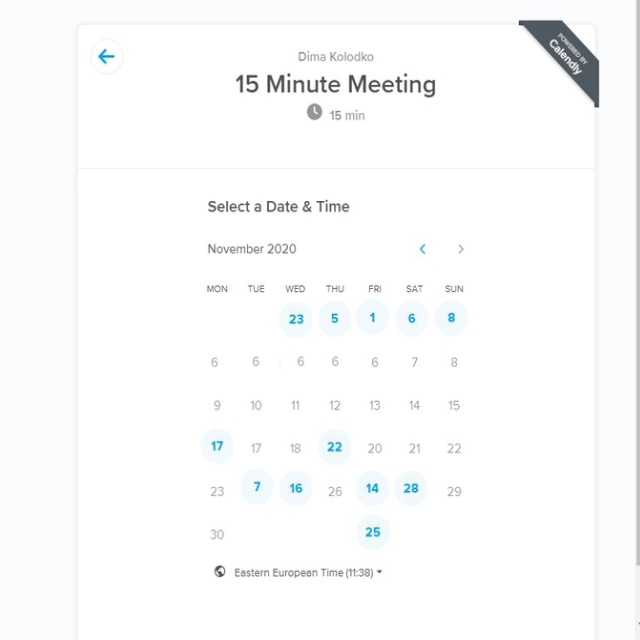 POWERED BY
Calendly
Dima Kolodko
15 Minute Meeting
15 min
Select a Date & Time
November 2020
MON TUE WED THU FRI SAT SUN
23 5 1 6 8
6 6 6 6 6 7 8
9 10 11 12 13 14 15
17 17 18 22 20 21 22
23 7 16 26 14 28 29
30 25
Eastern European Time (11:38)